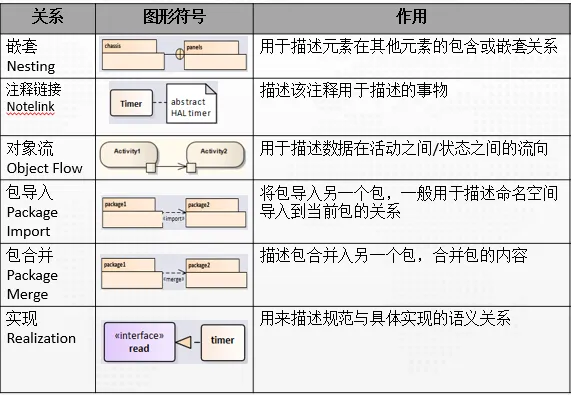 关系
图形符号
作用
嵌套
Nesting
chassis
panels
用于描述元素在其他元素的包含或嵌套关系
注释链接
Notelink
Timer
abstract
HAL timer
描述该注释用于描述的事物
对象流
Object Flow
Activity1
Activity2
用于描述数据在活动之间/状态之间的流向
包导入
Package
Import
package1
package2
«import»
将包导入另一个包，一般用于描述命名空间
导入到当前包的关系
包合并
Package
Merge
package1
package2
«merge»
描述包合并入另一个包，合并包的内容
实现
Realization
«interface»
read
timer
用来描述规范与具体实现的语义关系